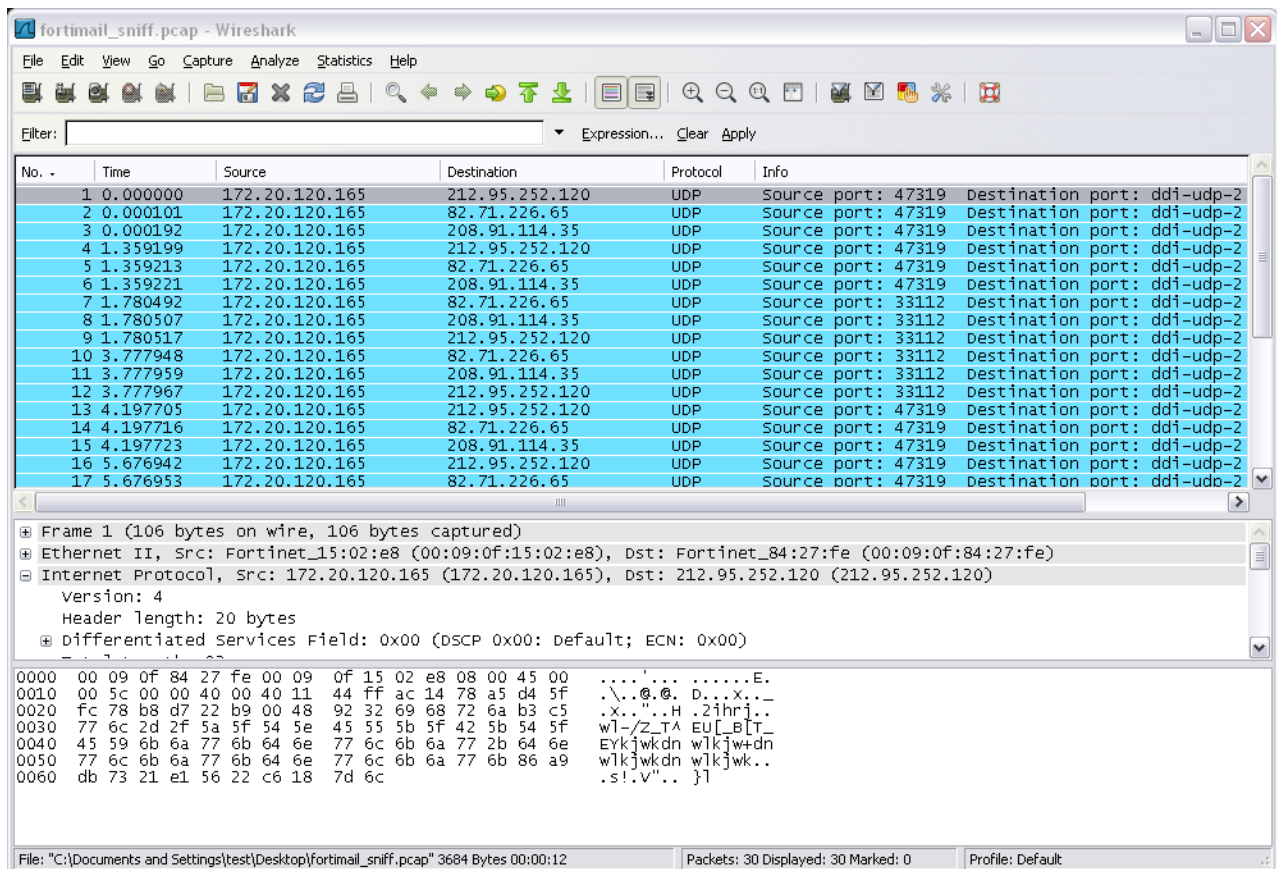 fortimail_sniff.pcap - Wireshark
File Edit View Go Capture Analyze Statistics Help
Filter: Expression... Clear Apply
No. - Time Source Destination Protocol Info
1 0.000000 172.20.120.165 212.95.252.120 UDP Source port: 47319 Destination port: ddi-udp-2
2 0.000101 172.20.120.165 82.71.226.65 UDP Source port: 47319 Destination port: ddi-udp-2
3 0.000192 172.20.120.165 208.91.114.35 UDP Source port: 47319 Destination port: ddi-udp-2
4 1.359199 172.20.120.165 212.95.252.120 UDP Source port: 47319 Destination port: ddi-udp-2
5 1.359213 172.20.120.165 82.71.226.65 UDP Source port: 47319 Destination port: ddi-udp-2
6 1.359221 172.20.120.165 208.91.114.35 UDP Source port: 47319 Destination port: ddi-udp-2
7 1.780492 172.20.120.165 82.71.226.65 UDP Source port: 33112 Destination port: ddi-udp-2
8 1.780507 172.20.120.165 208.91.114.35 UDP Source port: 33112 Destination port: ddi-udp-2
9 1.780517 172.20.120.165 212.95.252.120 UDP Source port: 33112 Destination port: ddi-udp-2
10 3.777948 172.20.120.165 82.71.226.65 UDP Source port: 33112 Destination port: ddi-udp-2
11 3.777959 172.20.120.165 208.91.114.35 UDP Source port: 33112 Destination port: ddi-udp-2
12 3.777967 172.20.120.165 212.95.252.120 UDP Source port: 33112 Destination port: ddi-udp-2
13 4.197705 172.20.120.165 212.95.252.120 UDP Source port: 47319 Destination port: ddi-udp-2
14 4.197716 172.20.120.165 82.71.226.65 UDP Source port: 47319 Destination port: ddi-udp-2
15 4.197723 172.20.120.165 208.91.114.35 UDP Source port: 47319 Destination port: ddi-udp-2
16 5.676942 172.20.120.165 212.95.252.120 UDP Source port: 47319 Destination port: ddi-udp-2
17 5.676953 172.20.120.165 82.71.226.65 UDP Source port: 47319 Destination port: ddi-udp-2
Frame 1 (106 bytes on wire, 106 bytes captured)
Ethernet II, Src: Fortinet_15:02:e8 (00:09:0f:15:02:e8), Dst: Fortinet_84:27:fe (00:09:0f:84:27:fe)
Internet Protocol, Src: 172.20.120.165 (172.20.120.165), Dst: 212.95.252.120 (212.95.252.120)
Version: 4
Header length: 20 bytes
Differentiated Services Field: 0x00 (DSCP 0x00: Default; ECN: 0x00)
0000 00 09 0f 84 27 fe 00 09 0f 15 02 e8 08 00 45 00 ....'... ......E.
0010 00 5c 00 00 40 00 40 11 44 ff ac 14 78 a5 d4 5f .\..@.@. D...x.._
0020 fc 78 b8 d7 22 b9 00 48 92 32 69 68 72 6a b3 c5 .x.."..H .2ihrj..
0030 77 6c 2d 2f 5a 5f 54 5e 45 55 5b 5f 42 5b 54 5f wl-/Z_T^ EU[_B[T_
0040 45 59 6b 6a 77 6b 64 6e 77 6c 6b 6a 77 2b 64 6e EYkjwkdn wlkjw+dn
0050 77 6c 6b 6a 77 6b 64 6e 77 6c 6b 6a 77 6b 86 a9 wlkjwkdn wlkjwk..
0060 db 73 21 e1 56 22 c6 18 7d 6c .s!.V".. }l
File: "C:\Documents and Settings\test\Desktop\fortimail_sniff.pcap" 3684 Bytes 00:00:12 Packets: 30 Displayed: 30 Marked: 0 Profile: Default